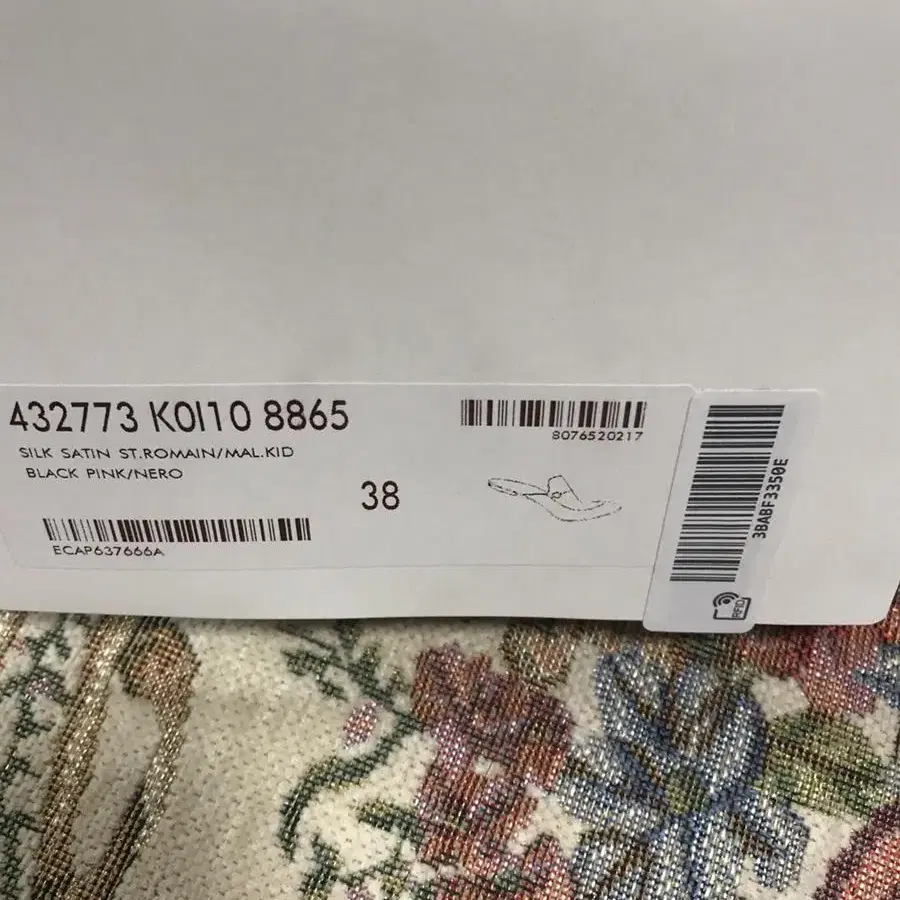 432773 K0I10 8865
SILK SATIN ST.ROMAIN/MAL.KID
BLACK PINK/NERO
38
ECAP637666A
8076520217
3BABF3350E
RFID